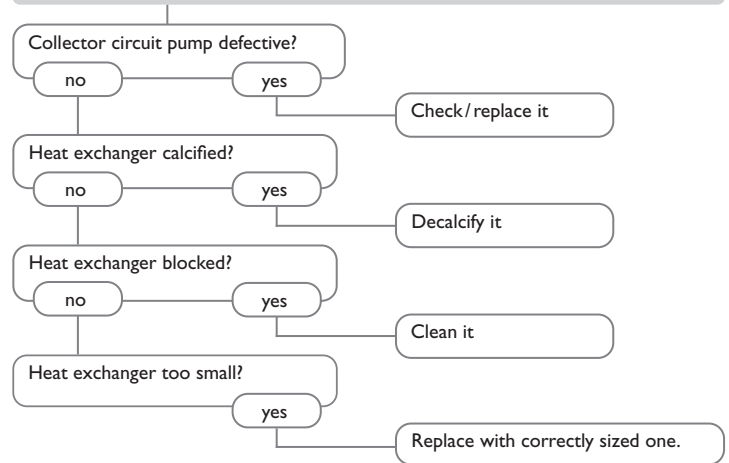 Collector circuit pump defective?
no
yes
Check/replace it
Heat exchanger calcified?
no
yes
Decalcify it
Heat exchanger blocked?
no
yes
Clean it
Heat exchanger too small?
yes
Replace with correctly sized one.